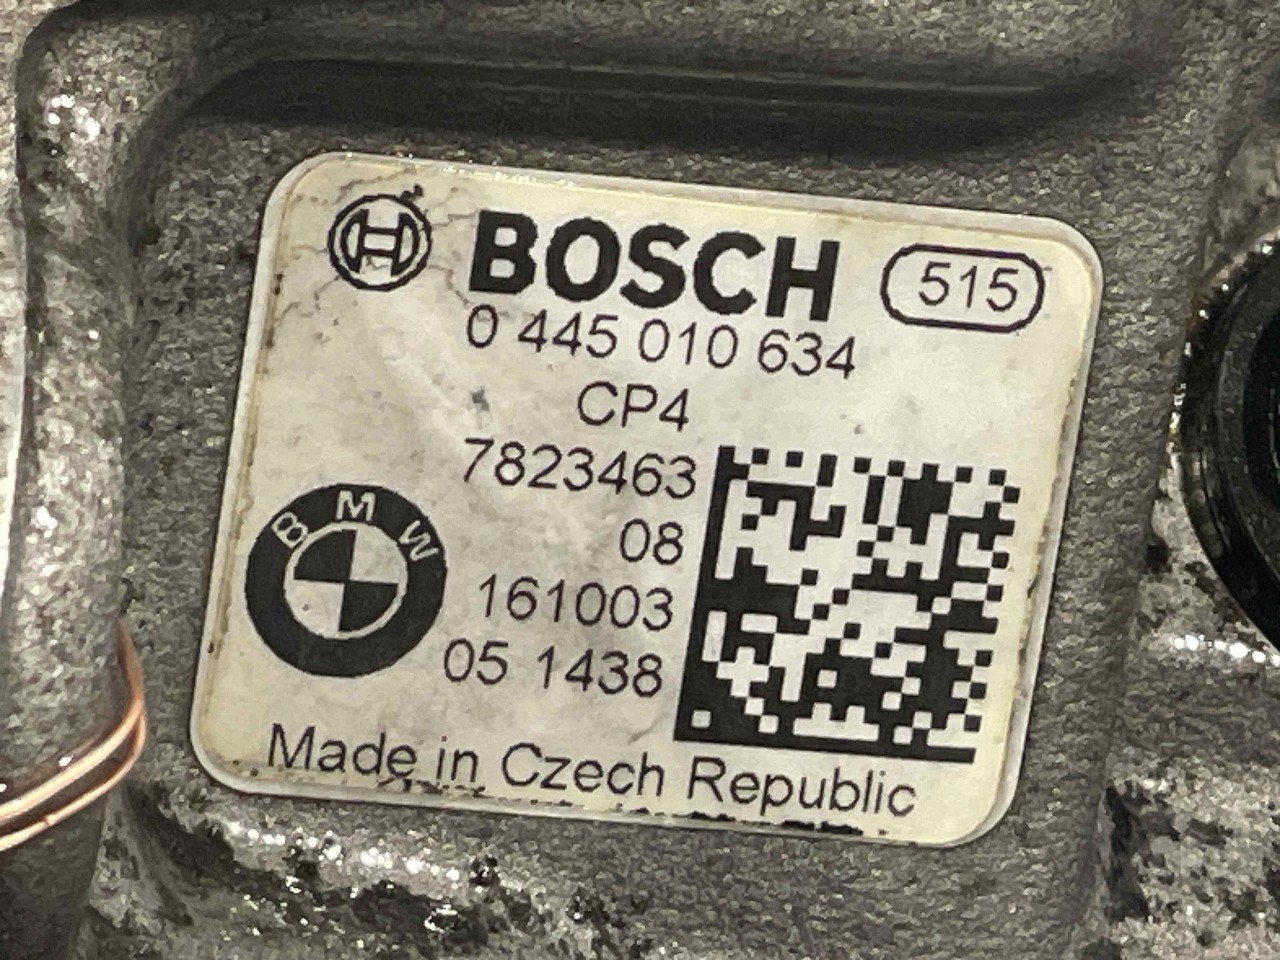 BOSCH 515
0 445 010 634
CP4
7823463
08
BMW
161003
05 1438
Made in Czech Republic